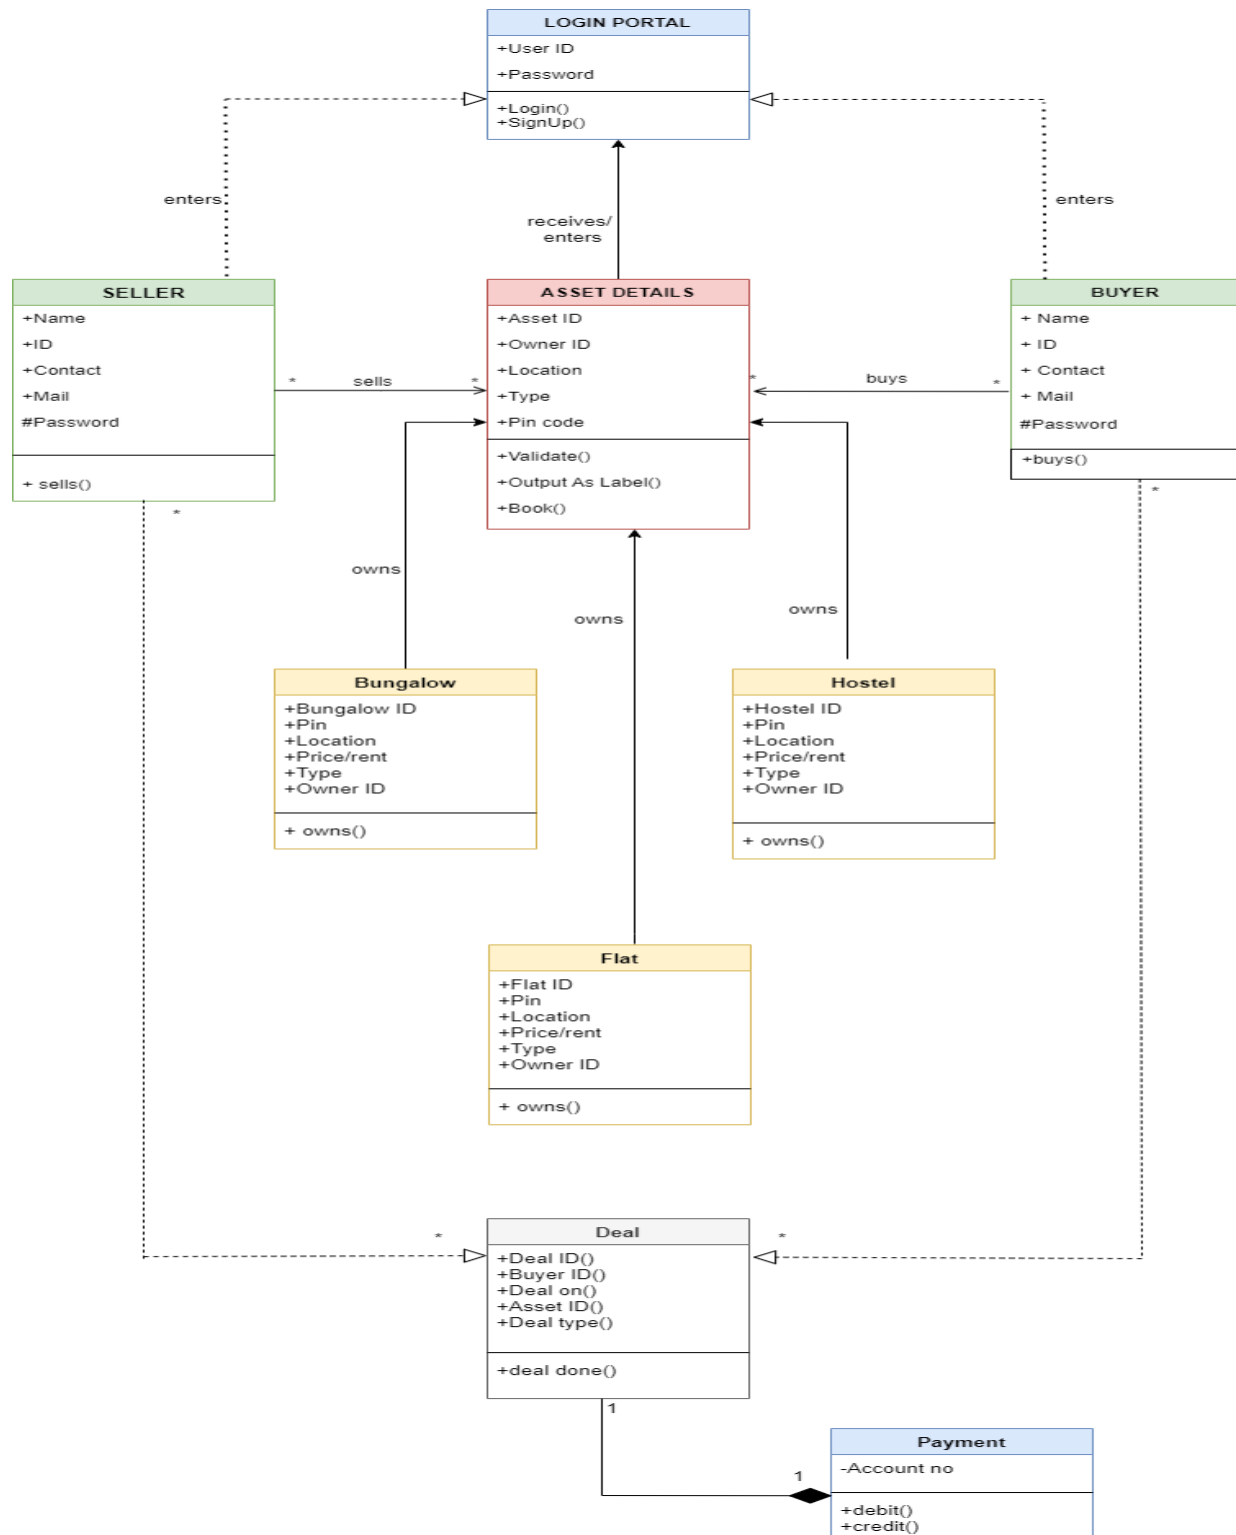 LOGIN PORTAL
+User ID
+Password
+Login()
+SignUp()
enters
receives/
enters
enters
SELLER
+Name
+ID
+Contact
+Mail
#Password
+ sells()
*
*
sells
*
ASSET DETAILS
+Asset ID
+Owner ID
+Location
+Type
+Pin code
+Validate()
+Output As Label()
+Book()
*
buys
*
BUYER
+ Name
+ ID
+ Contact
+ Mail
#Password
+buys()
*
owns
owns
owns
Bungalow
+Bungalow ID
+Pin
+Location
+Price/rent
+Type
+Owner ID
+ owns()
Hostel
+Hostel ID
+Pin
+Location
+Price/rent
+Type
+Owner ID
+ owns()
Flat
+Flat ID
+Pin
+Location
+Price/rent
+Type
+Owner ID
+ owns()
*
*
Deal
+Deal ID()
+Buyer ID()
+Deal on()
+Asset ID()
+Deal type()
+deal done()
1
1
Payment
-Account no
+debit()
+credit()